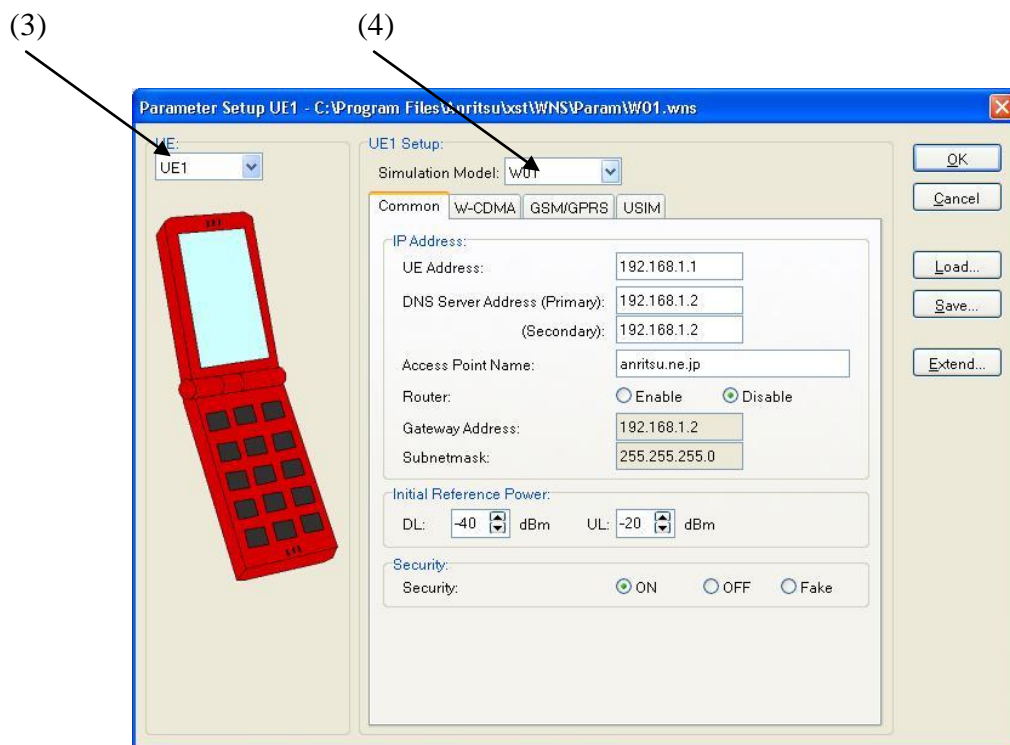 (3) (4)
Parameter Setup UE1 - C:\Program Files\Anritsu\xst\WNS\Param\W01.wns
UE:
UE1
UE1 Setup:
Simulation Model: W01
Common W-CDMA GSM/GPRS USIM
IP Address:
UE Address: 192.168.1.1
DNS Server Address (Primary): 192.168.1.2
(Secondary): 192.168.1.2
Access Point Name: anritsu.ne.jp
Router: Enable Disable
Gateway Address: 192.168.1.2
Subnetmask: 255.255.255.0
Initial Reference Power:
DL: -40 dBm UL: -20 dBm
Security:
Security: ON OFF Fake
OK
Cancel
Load...
Save...
Extend...